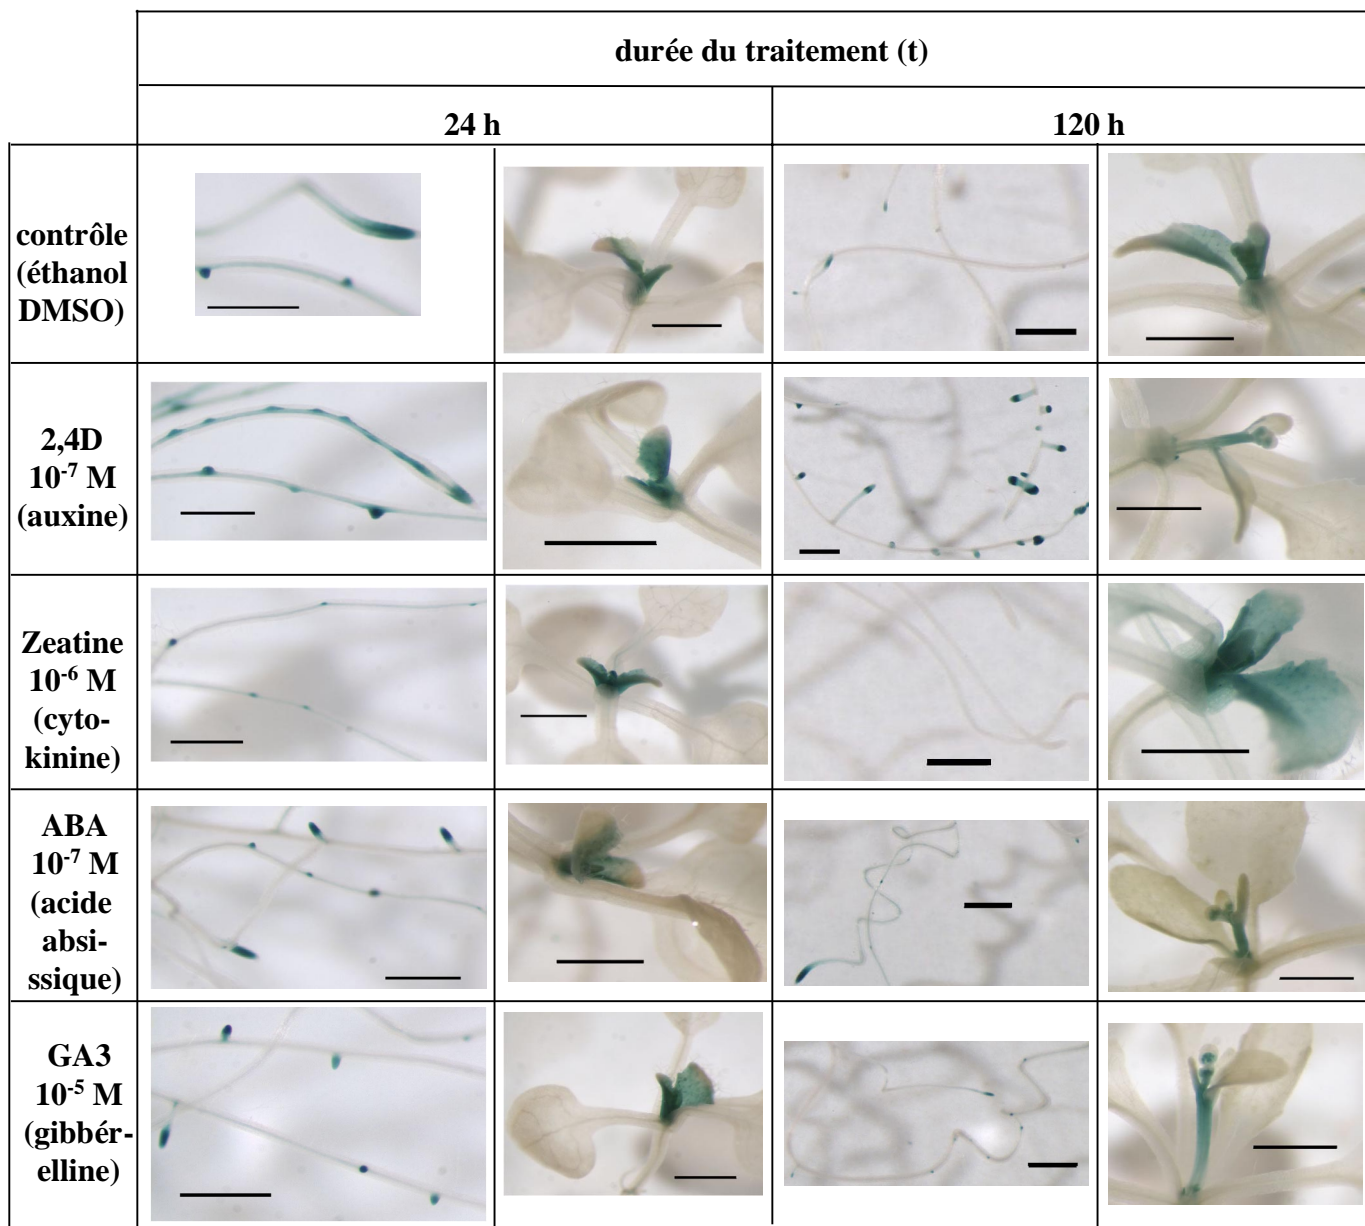 durée du traitement (t)
24 h
120 h
contrôle
(éthanol
DMSO)
2,4D
10⁻⁷ M
(auxine)
Zeatine
10⁻⁶ M
(cyto-
kinine)
ABA
10⁻⁷ M
(acide
absi-
ssique)
GA3
10⁻⁵ M
(gibbér-
elline)